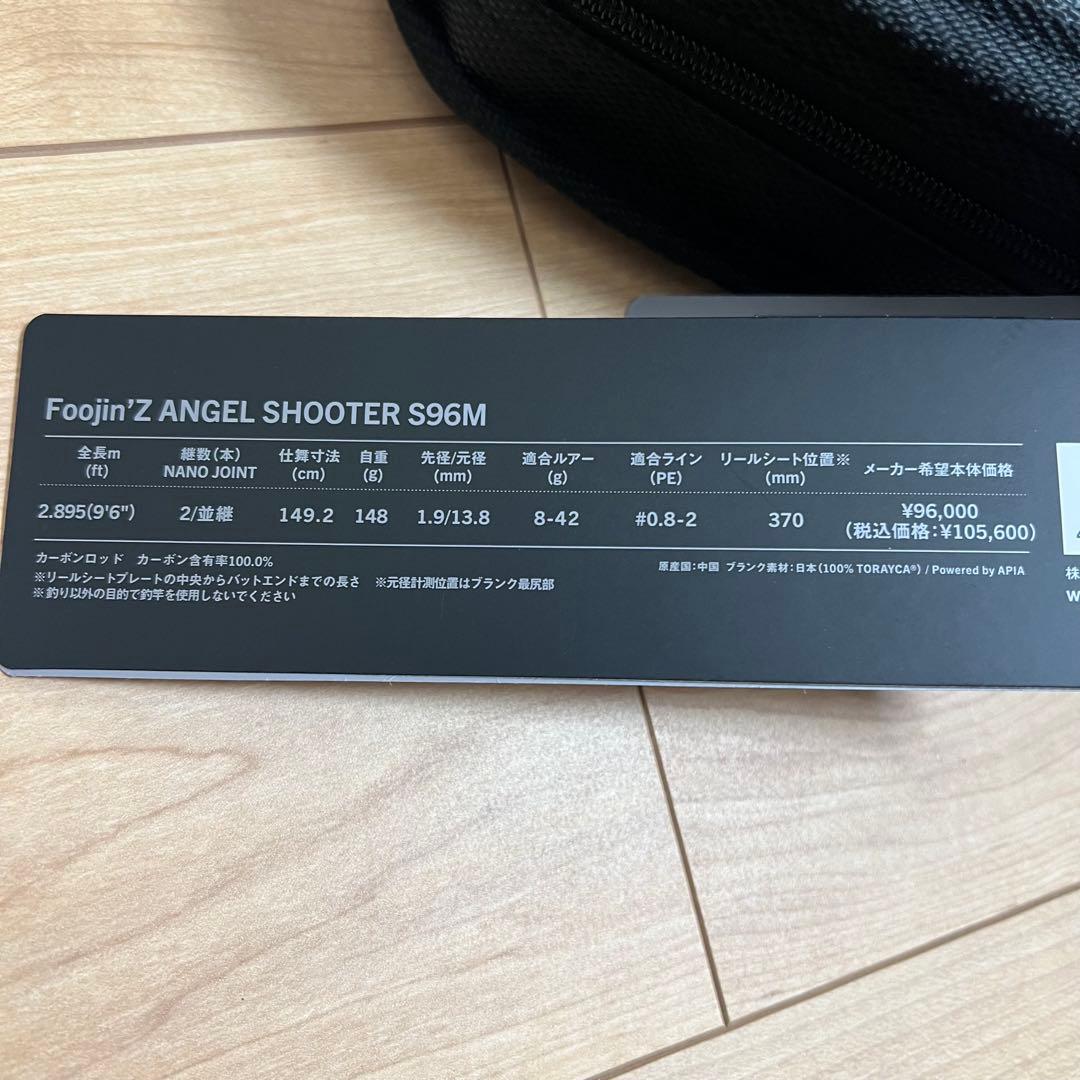 Foojin'Z ANGEL SHOOTER S96M
全長m
(ft)
継数(本)
NANO JOINT
仕舞寸法
(cm)
自重
(g)
先径/元径
(mm)
適合ルアー
(g)
適合ライン
(PE)
リールシート位置※
(mm)
メーカー希望本体価格
2.895(9'6")
2/並継
149.2
148
1.9/13.8
8-42
#0.8-2
370
¥96,000
(税込価格:¥105,600)
カーボンロッド カーボン含有率100.0%
※リールシートプレートの中央からバットエンドまでの長さ ※元径計測位置はブランク最尻部
※釣り以外の目的で釣竿を使用しないでください
原産国:中国 ブランク素材:日本(100% TORAYCA®) / Powered by APIA
株
w